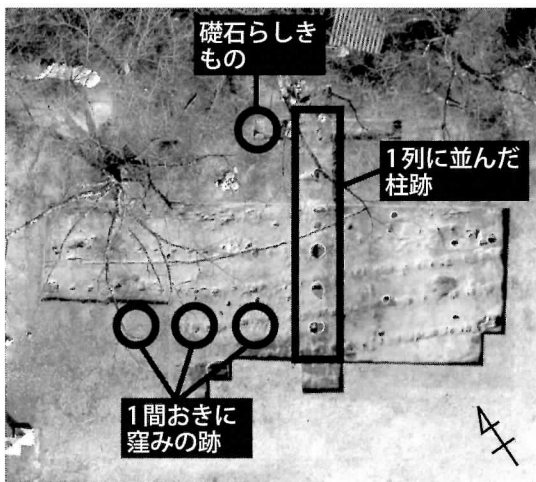 礎石らしき
もの
1列に並んだ
柱跡
1間おきに
窪みの跡